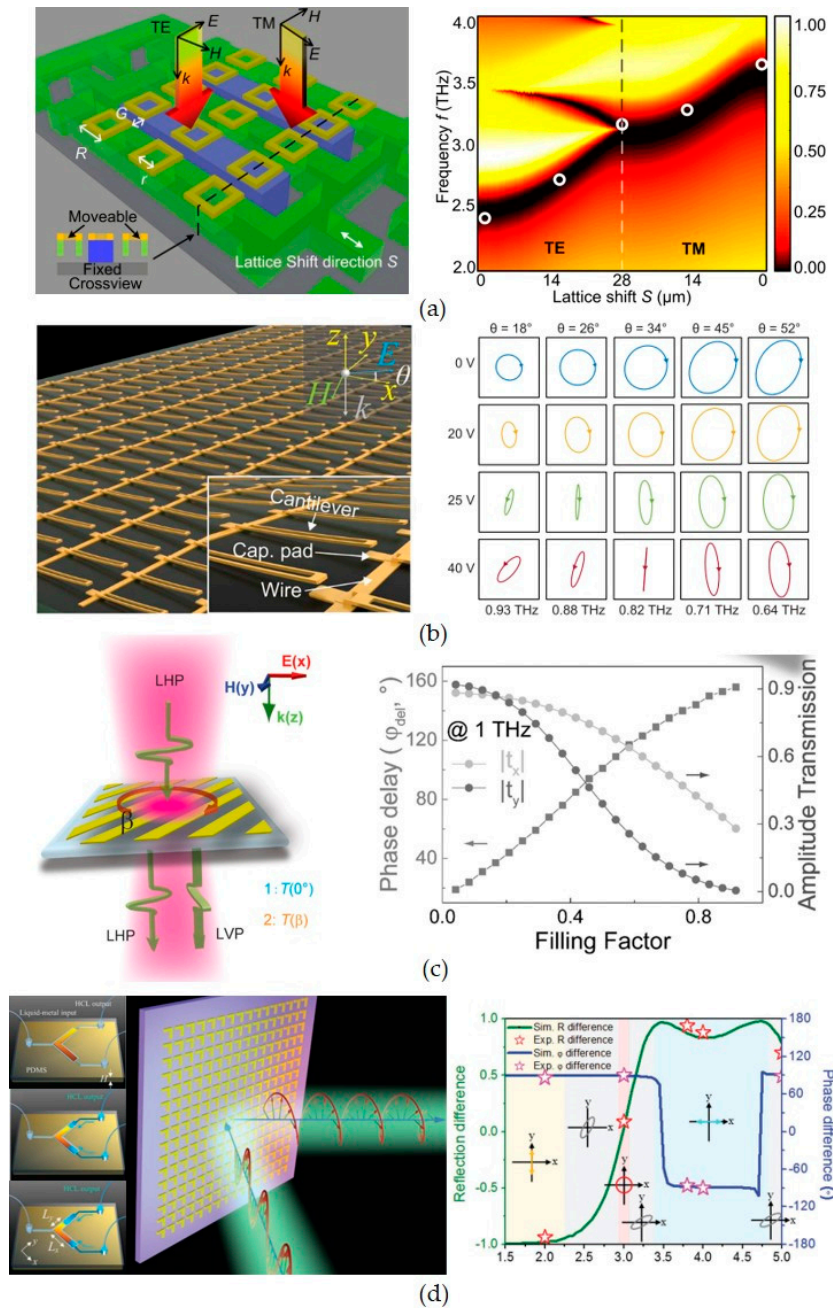 TE
E
H
k
TM
H
E
k
G
R
r
Moveable
Fixed
Crossview
Lattice Shift direction S
Frequency f (THz)
4.0
3.5
3.0
2.5
2.0
TE
TM
0
14
28
14
0
Lattice shift S (μm)
1.00
0.75
0.50
0.25
0.00
(a)
z
y
E
θ
x
H
k
Cantilever
Cap. pad
Wire
θ = 18°
θ = 26°
θ = 34°
θ = 45°
θ = 52°
0 V
20 V
25 V
40 V
0.93 THz
0.88 THz
0.82 THz
0.71 THz
0.64 THz
(b)
LHP
E(x)
H(y)
k(z)
β
1: T(0°)
2: T(β)
LHP
LVP
Phase delay (φdel, °)
160
120
80
40
@ 1 THz
|tx|
|ty|
0.0
0.4
0.8
Filling Factor
0.9
0.6
0.3
0.0
Amplitude Transmission
(c)
HCL output
Liquid-metal input
PDMS
H
HCL output
HCL output
Ly
Lx
y
x
Reflection difference
1.0
0.5
0.0
-0.5
-1.0
Sim. R difference
Exp. R difference
Sim. φ difference
Exp. φ difference
y
x
y
x
y
x
y
x
y
x
y
x
1.5
2.0
2.5
3.0
3.5
4.0
4.5
5.0
180
135
90
45
0
-45
-90
-135
-180
Phase difference (◦)
(d)